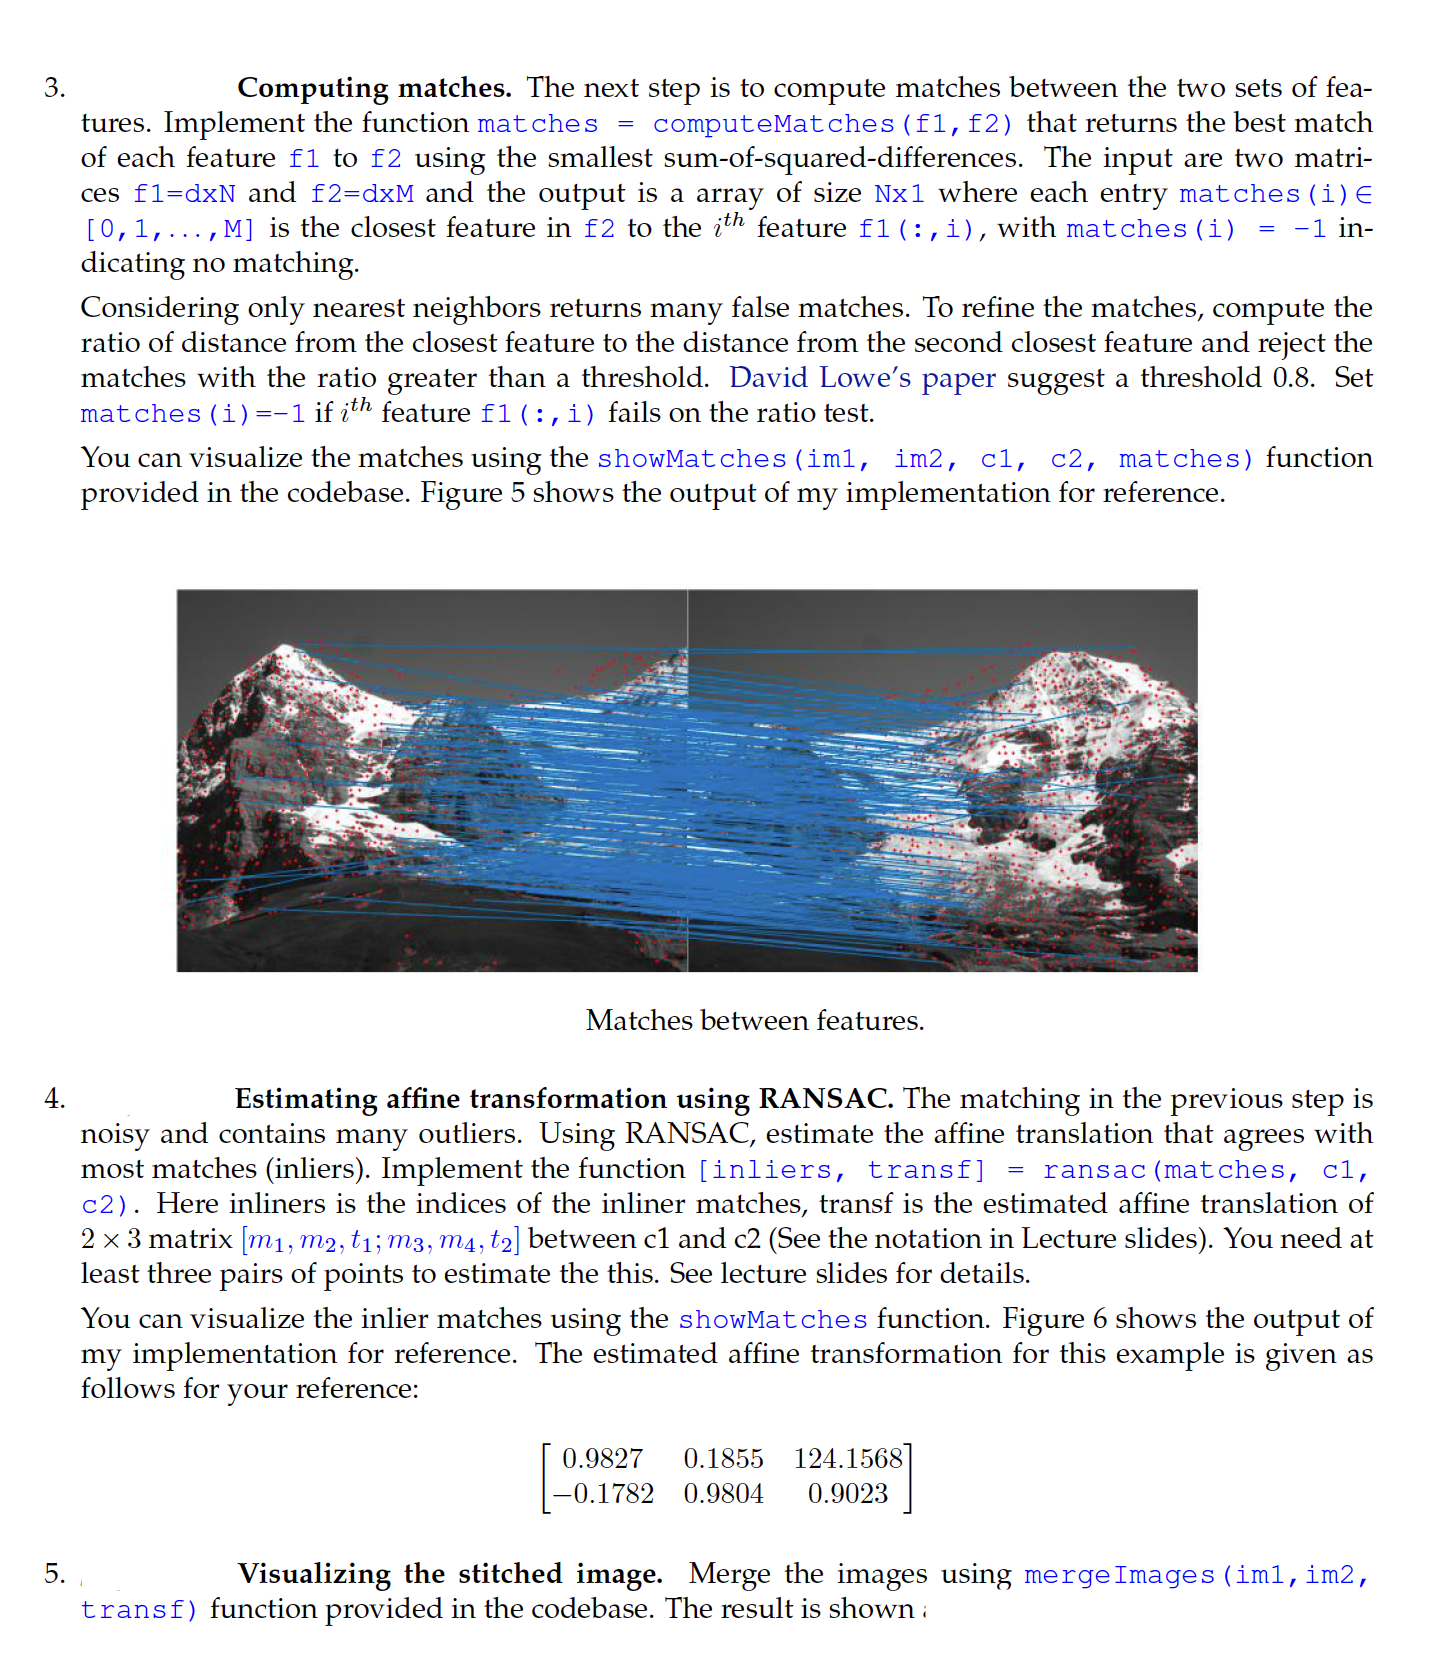 3. Computing matches. The next step is to compute matches between the two sets of fea-
tures. Implement the function matches = computeMatches(f1,f2) that returns the best match
of each feature f1 to f2 using the smallest sum-of-squared-differences. The input are two matri-
ces f1=dxN and f2=dxM and the output is a array of size Nx1 where each entry matches(i)∈
[0,1,...,M] is the closest feature in f2 to the i^th feature f1(:,i), with matches(i) = -1 in-
dicating no matching.
Considering only nearest neighbors returns many false matches. To refine the matches, compute the
ratio of distance from the closest feature to the distance from the second closest feature and reject the
matches with the ratio greater than a threshold. David Lowe's paper suggest a threshold 0.8. Set
matches(i)=-1 if i^th feature f1(:,i) fails on the ratio test.
You can visualize the matches using the showMatches(im1, im2, c1, c2, matches) function
provided in the codebase. Figure 5 shows the output of my implementation for reference.
Matches between features.
4. Estimating affine transformation using RANSAC. The matching in the previous step is
noisy and contains many outliers. Using RANSAC, estimate the affine translation that agrees with
most matches (inliers). Implement the function [inliers, transf] = ransac(matches, c1,
c2). Here inliners is the indices of the inliner matches, transf is the estimated affine translation of
2 × 3 matrix [m₁, m₂, t₁; m₃, m₄, t₂] between c1 and c2 (See the notation in Lecture slides). You need at
least three pairs of points to estimate the this. See lecture slides for details.
You can visualize the inlier matches using the showMatches function. Figure 6 shows the output of
my implementation for reference. The estimated affine transformation for this example is given as
follows for your reference:
0.9827 0.1855 124.1568
−0.1782 0.9804 0.9023
5. Visualizing the stitched image. Merge the images using mergeImages(im1,im2,
transf) function provided in the codebase. The result is shown